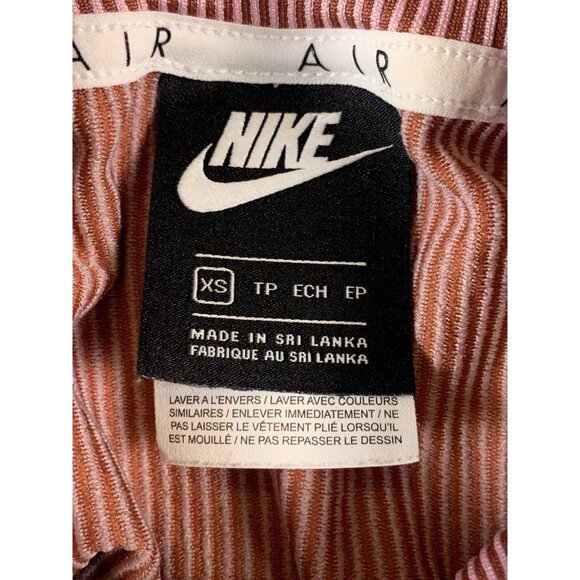 AIR AIR
NIKE
XS TP ECH EP
MADE IN SRI LANKA
FABRIQUE AU SRI LANKA
LAVER A L'ENVERS / LAVER AVEC COULEURS
SIMILAIRES / ENLEVER IMMEDIATEMENT / NE
PAS LAISSER LE VÊTEMENT PLIÉ LORSQU'IL
EST MOUILLÉ / NE PAS REPASSER LE DESSIN